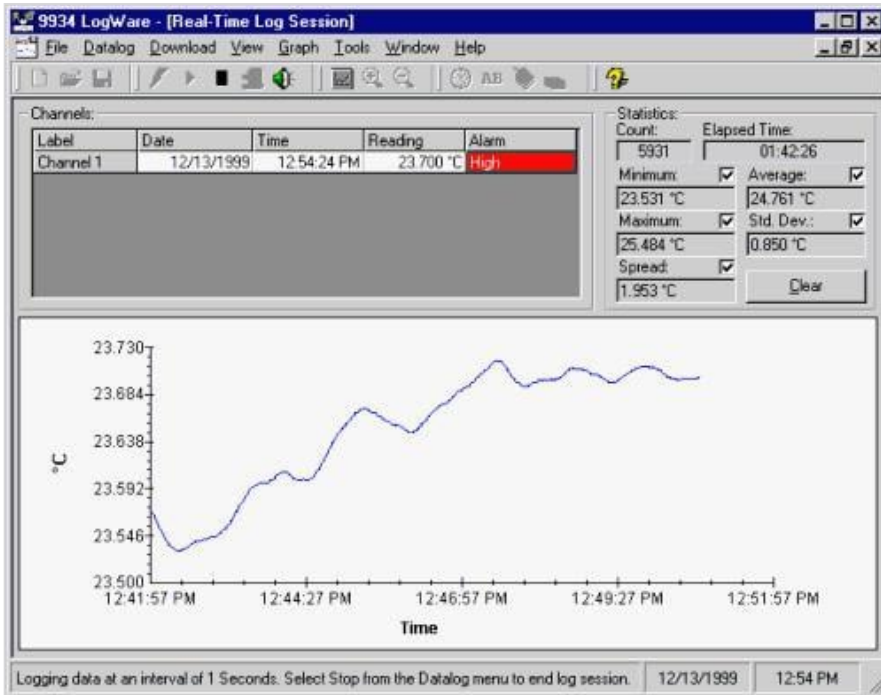 9934 LogWare - [Real-Time Log Session]
File Datalog Download View Graph Tools Window Help
AB
Channels:
Label Date Time Reading Alarm
Channel 1 12/13/1999 12:54:24 PM 23.700 °C High
Statistics:
Count: Elapsed Time:
5931 01:42:26
Minimum: Average:
23.531 °C 24.761 °C
Maximum: Std. Dev.:
25.484 °C 0.850 °C
Spread:
1.953 °C Clear
23.730
23.684
23.638
23.592
23.546
23.500
°C
12:41:57 PM 12:44:27 PM 12:46:57 PM 12:49:27 PM 12:51:57 PM
Time
Logging data at an interval of 1 Seconds. Select Stop from the Datalog menu to end log session. 12/13/1999 12:54 PM